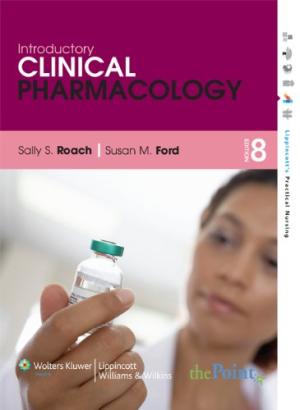 Introductory
CLINICAL
PHARMACOLOGY
Sally S. Roach | Susan M. Ford
EDITION 8
Lippincott's Practical Nursing
Wolters Kluwer | Lippincott
Williams & Wilkins
thePoint